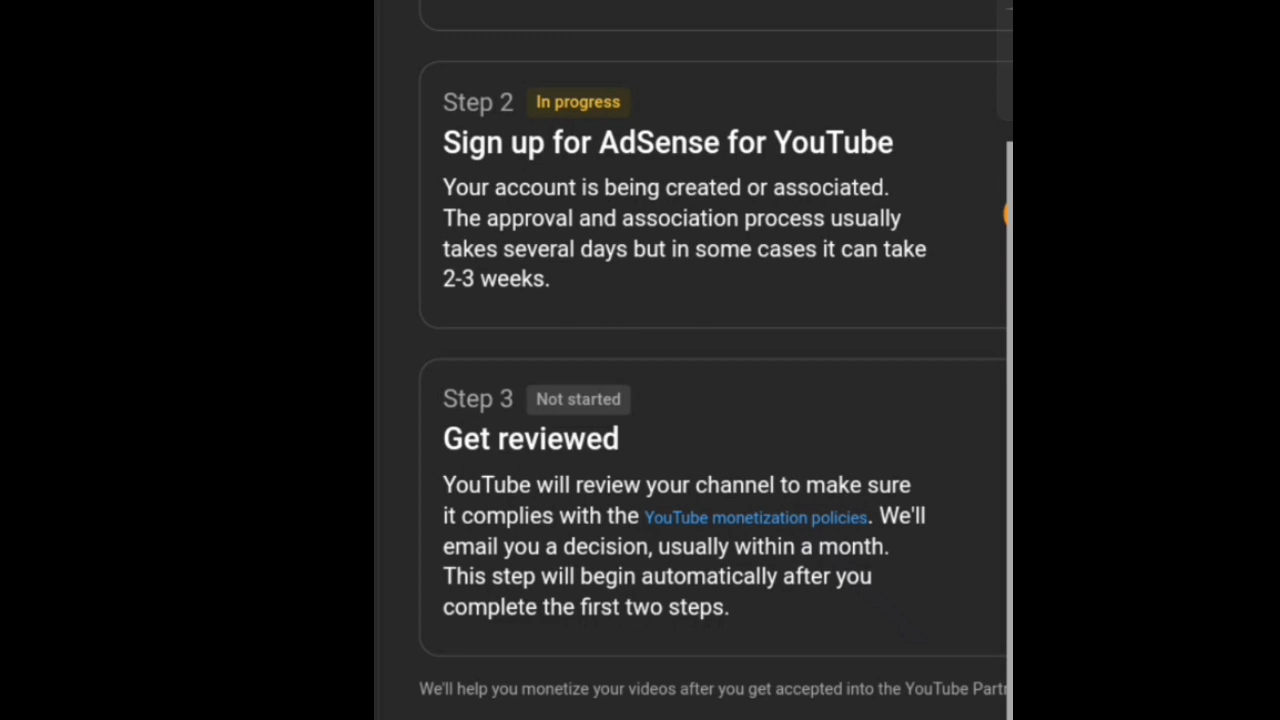 Step 2 In progress
Sign up for AdSense for YouTube
Your account is being created or associated.
The approval and association process usually
takes several days but in some cases it can take
2-3 weeks.
Step 3 Not started
Get reviewed
YouTube will review your channel to make sure
it complies with the YouTube monetization policies. We'll
email you a decision, usually within a month.
This step will begin automatically after you
complete the first two steps.
We'll help you monetize your videos after you get accepted into the YouTube Partn